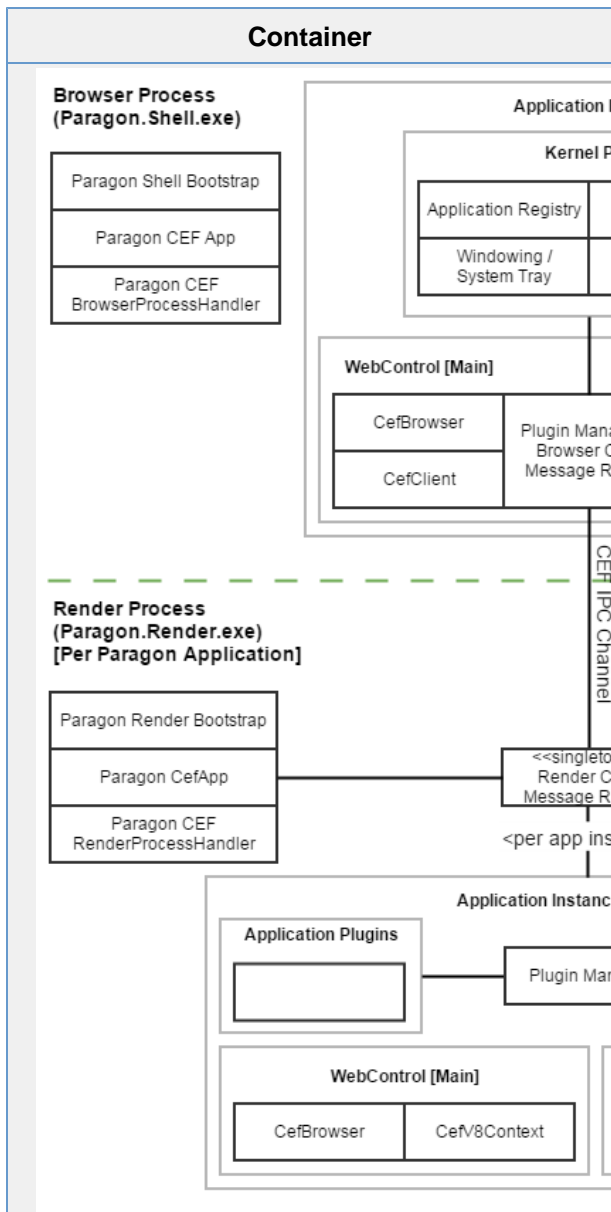 Container
Browser Process
(Paragon.Shell.exe)
Paragon Shell Bootstrap
Paragon CEF App
Paragon CEF
BrowserProcessHandler
Application
Kernel
Application Registry
Windowing /
System Tray
WebControl [Main]
CefBrowser
CefClient
Plugin
Browser
Message
CEF IPC Channel
Render Process
(Paragon.Render.exe)
[Per Paragon Application]
Paragon Render Bootstrap
Paragon CefApp
Paragon CEF
RenderProcessHandler
Render
Message
<per app
Application
Application Plugins
Plugin
WebControl [Main]
CefBrowser
CefV8Context